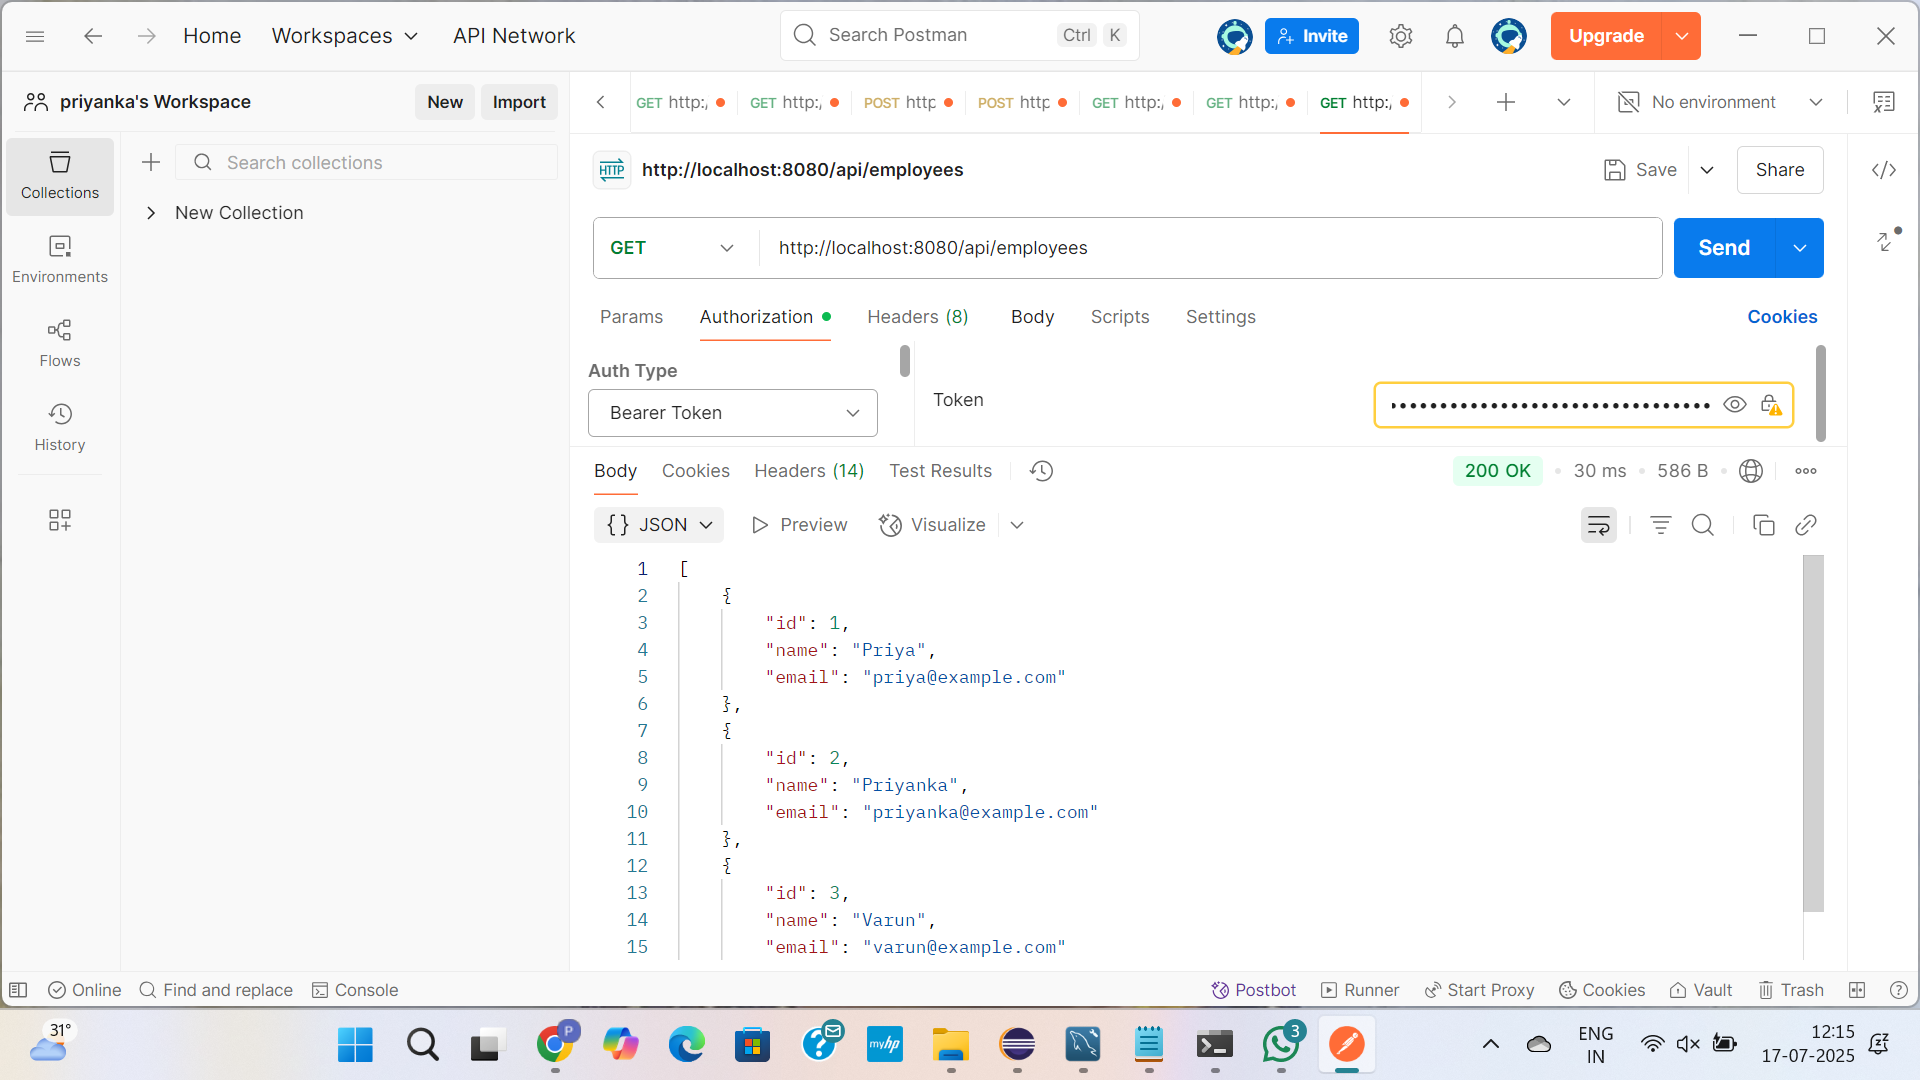 Home Workspaces API Network
Search Postman Ctrl K
Invite Upgrade
priyanka's Workspace New Import
GET http:/ GET http:/ POST http POST http GET http:/ GET http:/ GET http:/ No environment
Collections
Search collections
New Collection
Environments
Flows
History
HTTP http://localhost:8080/api/employees Save Share
GET http://localhost:8080/api/employees Send
Params Authorization Headers (8) Body Scripts Settings Cookies
Auth Type
Bearer Token
Token
Body Cookies Headers (14) Test Results 200 OK • 30 ms • 586 B
{} JSON Preview Visualize
1 [
2 {
3 "id": 1,
4 "name": "Priya",
5 "email": "priya@example.com"
6 },
7 {
8 "id": 2,
9 "name": "Priyanka",
10 "email": "priyanka@example.com"
11 },
12 {
13 "id": 3,
14 "name": "Varun",
15 "email": "varun@example.com"
Online Find and replace Console Postbot Runner Start Proxy Cookies Vault Trash
31°
P
myhp
3
ENG
IN
12:15
17-07-2025